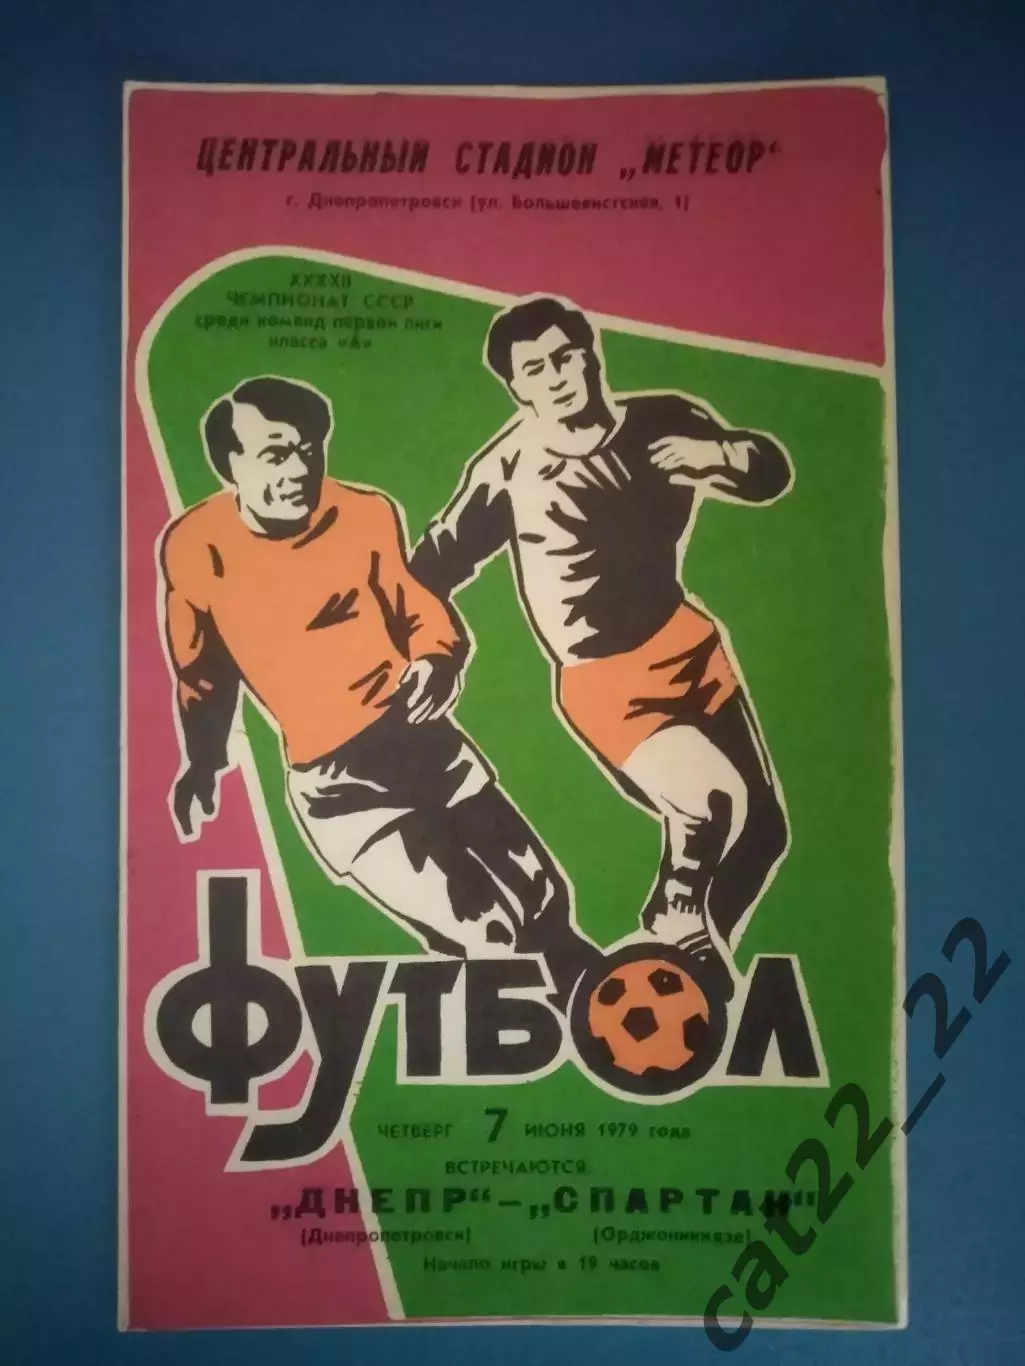 ЦЕНТРАЛЬНЫЙ СТАДИОН „МЕТЕОР“
г. Днепропетровск (ул. Большевистская, 1)
XXXXII
ЧЕМПИОНАТ СССР
среди команд первой лиги
класса «А»
ФУТБОЛ
ЧЕТВЕРГ 7 ИЮНЯ 1979 года
ВСТРЕЧАЮТСЯ:
„ДНЕПР“ – „СПАРТАК“
(Днепропетровск) (Орджоникидзе)
Начало игры в 19 часов
cat22_22